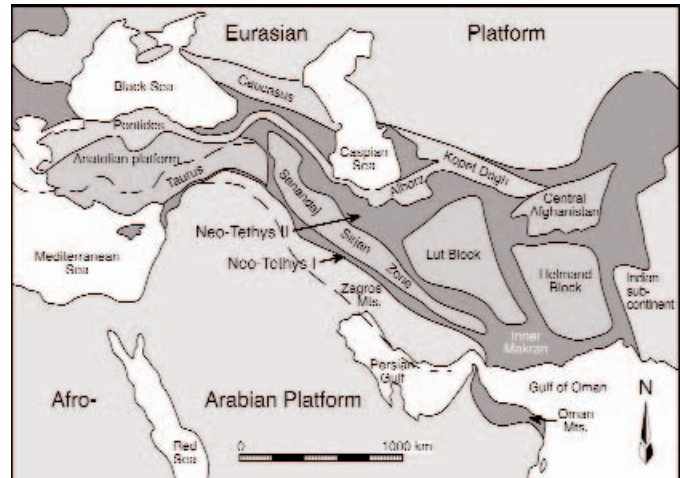 Eurasian Platform
Black Sea
Caucasus
Pontides
Anatolian platform
Taurus
Caspian
Sea
Kopet Dagh
Alborz
Central
Afghanistan
Sanandaj
Sirian
Zone
Neo-Tethys II
Neo-Tethys I
Lut Block
Helmand
Block
Indian
sub-
continent
Mediterranean
Sea
Zagros
Mts.
Inner
Makran
Persian
Gulf
Gulf of Oman
Oman
Mts.
N
Afro- Arabian Platform
Red
Sea
0 1000 km